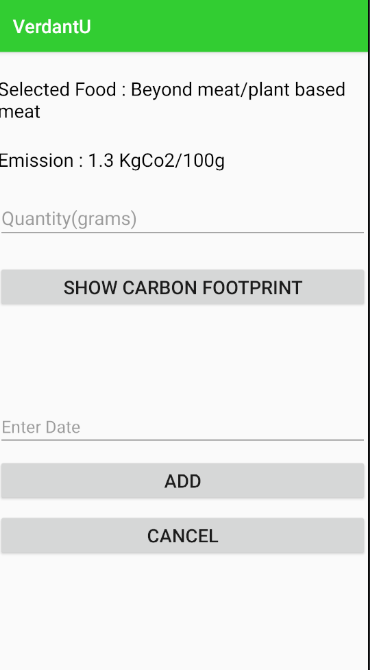 VerdantU
Selected Food : Beyond meat/plant based
meat
Emission : 1.3 KgCo2/100g
Quantity(grams)
SHOW CARBON FOOTPRINT
Enter Date
ADD
CANCEL